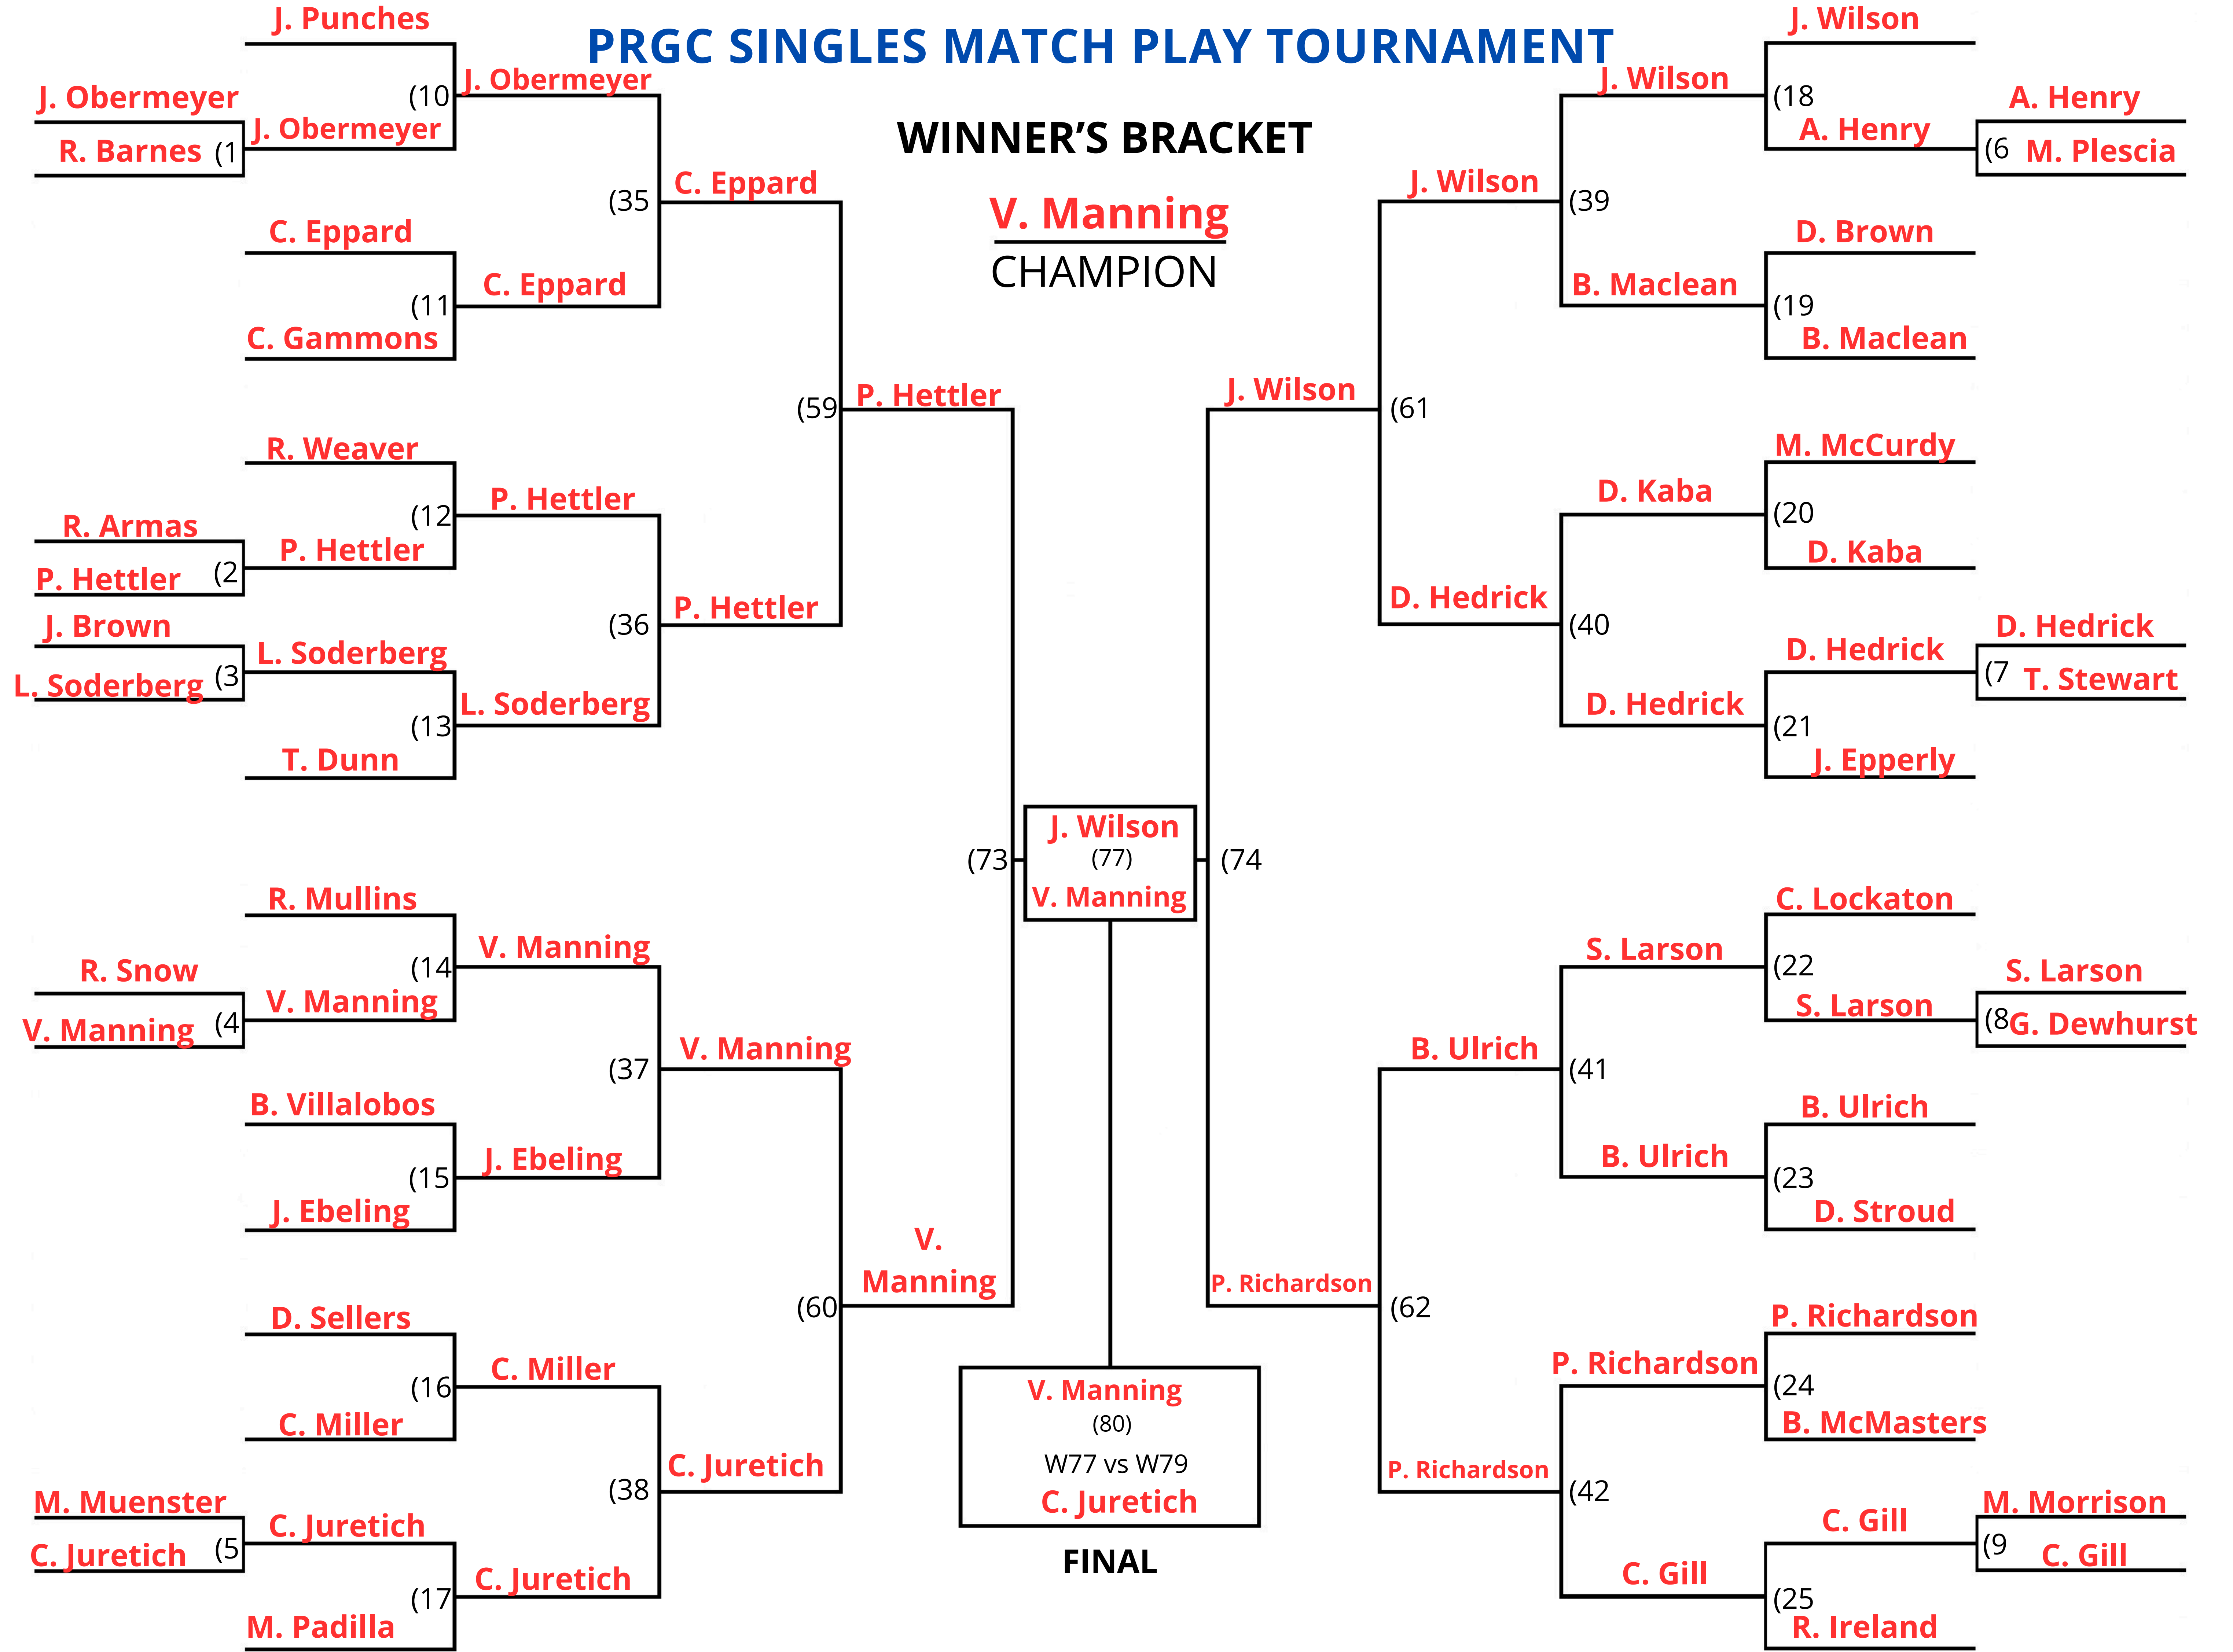 PRGC SINGLES MATCH PLAY TOURNAMENT
WINNER’S BRACKET
V. Manning
CHAMPION
J. Punches
J. Obermeyer
(10
J. Obermeyer
J. Obermeyer
R. Barnes
(1
(35
C. Eppard
C. Eppard
C. Eppard
(11
C. Gammons
(59
P. Hettler
R. Weaver
P. Hettler
(12
R. Armas
P. Hettler
P. Hettler
(2
P. Hettler
(36
J. Brown
L. Soderberg
L. Soderberg
(3
L. Soderberg
(13
T. Dunn
R. Mullins
V. Manning
(14
R. Snow
V. Manning
V. Manning
(4
V. Manning
(37
B. Villalobos
J. Ebeling
(15
J. Ebeling
V.
Manning
(60
D. Sellers
C. Miller
(16
C. Miller
C. Juretich
(38
M. Muenster
C. Juretich
C. Juretich
(5
C. Juretich
(17
M. Padilla
(73
J. Wilson
(77)
V. Manning
(74
V. Manning
(80)
W77 vs W79
C. Juretich
FINAL
J. Wilson
J. Wilson
(18
A. Henry
A. Henry
(6
M. Plescia
J. Wilson
(39
D. Brown
B. Maclean
(19
B. Maclean
J. Wilson
(61
M. McCurdy
D. Kaba
(20
D. Kaba
D. Hedrick
(40
D. Hedrick
D. Hedrick
(7
T. Stewart
D. Hedrick
(21
J. Epperly
C. Lockaton
S. Larson
(22
S. Larson
S. Larson
(8
G. Dewhurst
B. Ulrich
(41
B. Ulrich
B. Ulrich
(23
D. Stroud
P. Richardson
(62
P. Richardson
P. Richardson
(24
B. McMasters
P. Richardson
(42
M. Morrison
C. Gill
(9
C. Gill
C. Gill
(25
R. Ireland